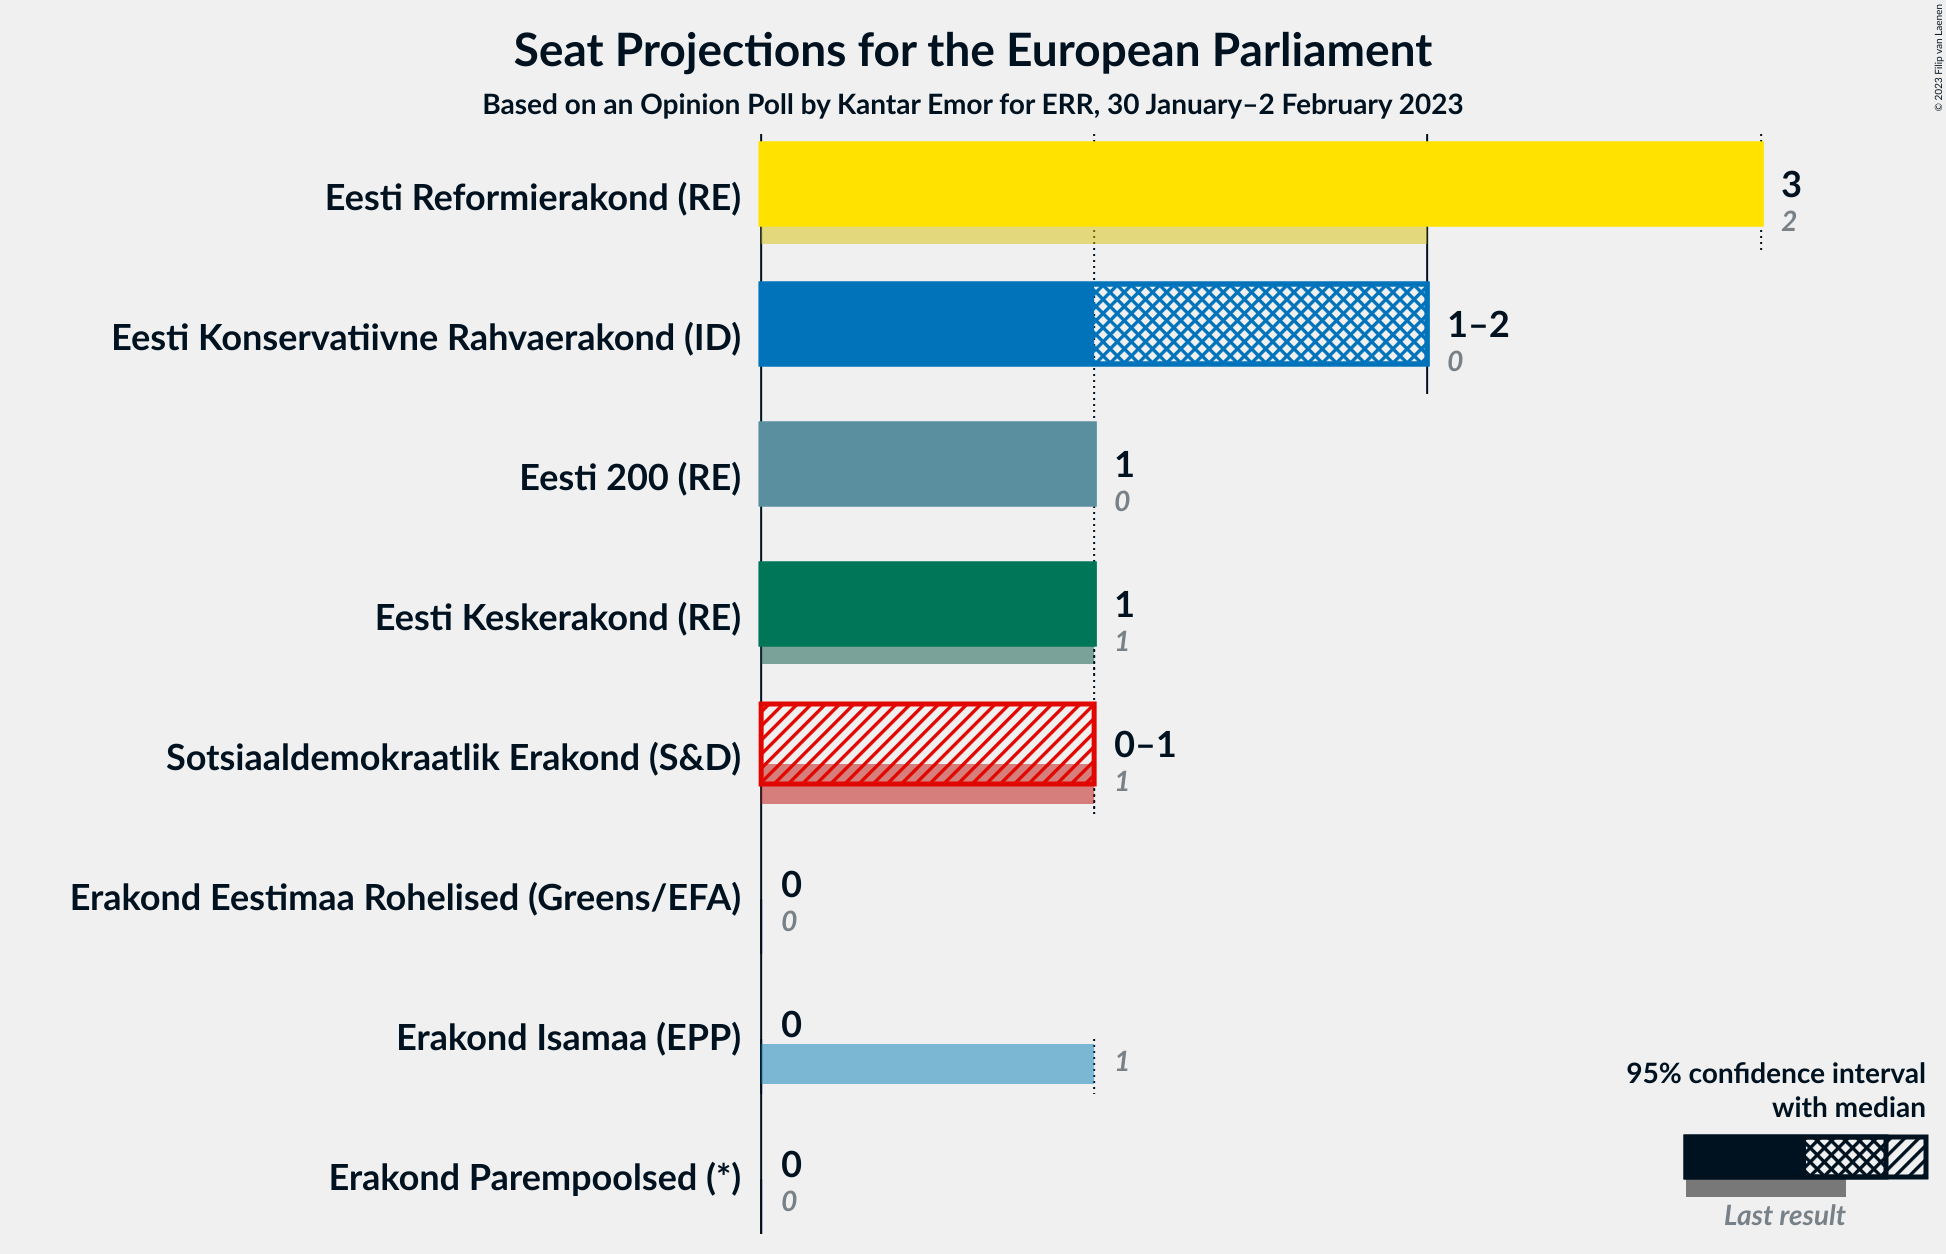 Seat Projections for the European Parliament
Based on an Opinion Poll by Kantar Emor for ERR, 30 January–2 February 2023
© 2023 Filip van Laenen
Eesti Reformierakond (RE)
3
2
Eesti Konservatiivne Rahvaerakond (ID)
1–2
0
Eesti 200 (RE)
1
0
Eesti Keskerakond (RE)
1
1
Sotsiaaldemokraatlik Erakond (S&D)
0–1
1
Erakond Eestimaa Rohelised (Greens/EFA)
0
0
Erakond Isamaa (EPP)
0
1
Erakond Parempoolsed (*)
0
0
95% confidence interval
with median
Last result